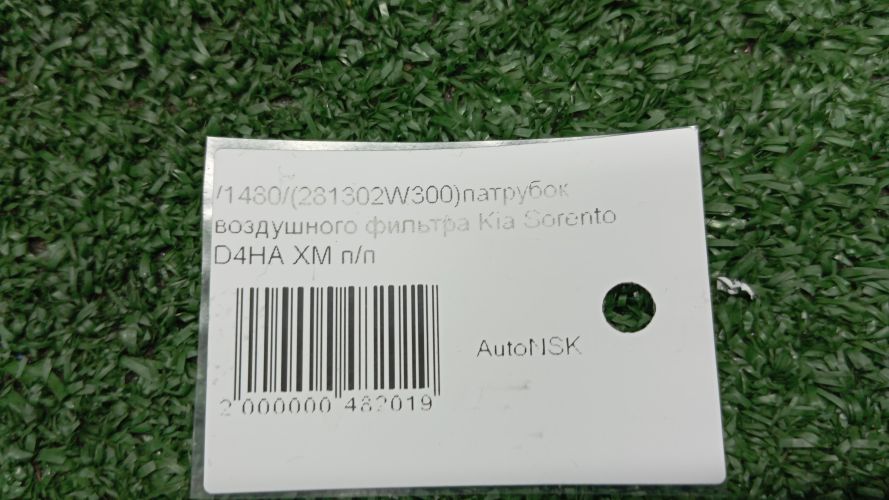 /1480/(281302W300)патрубок
воздушного фильтра Kia Sorento
D4HA XM п/п
AutoNSK
2 000000 482019